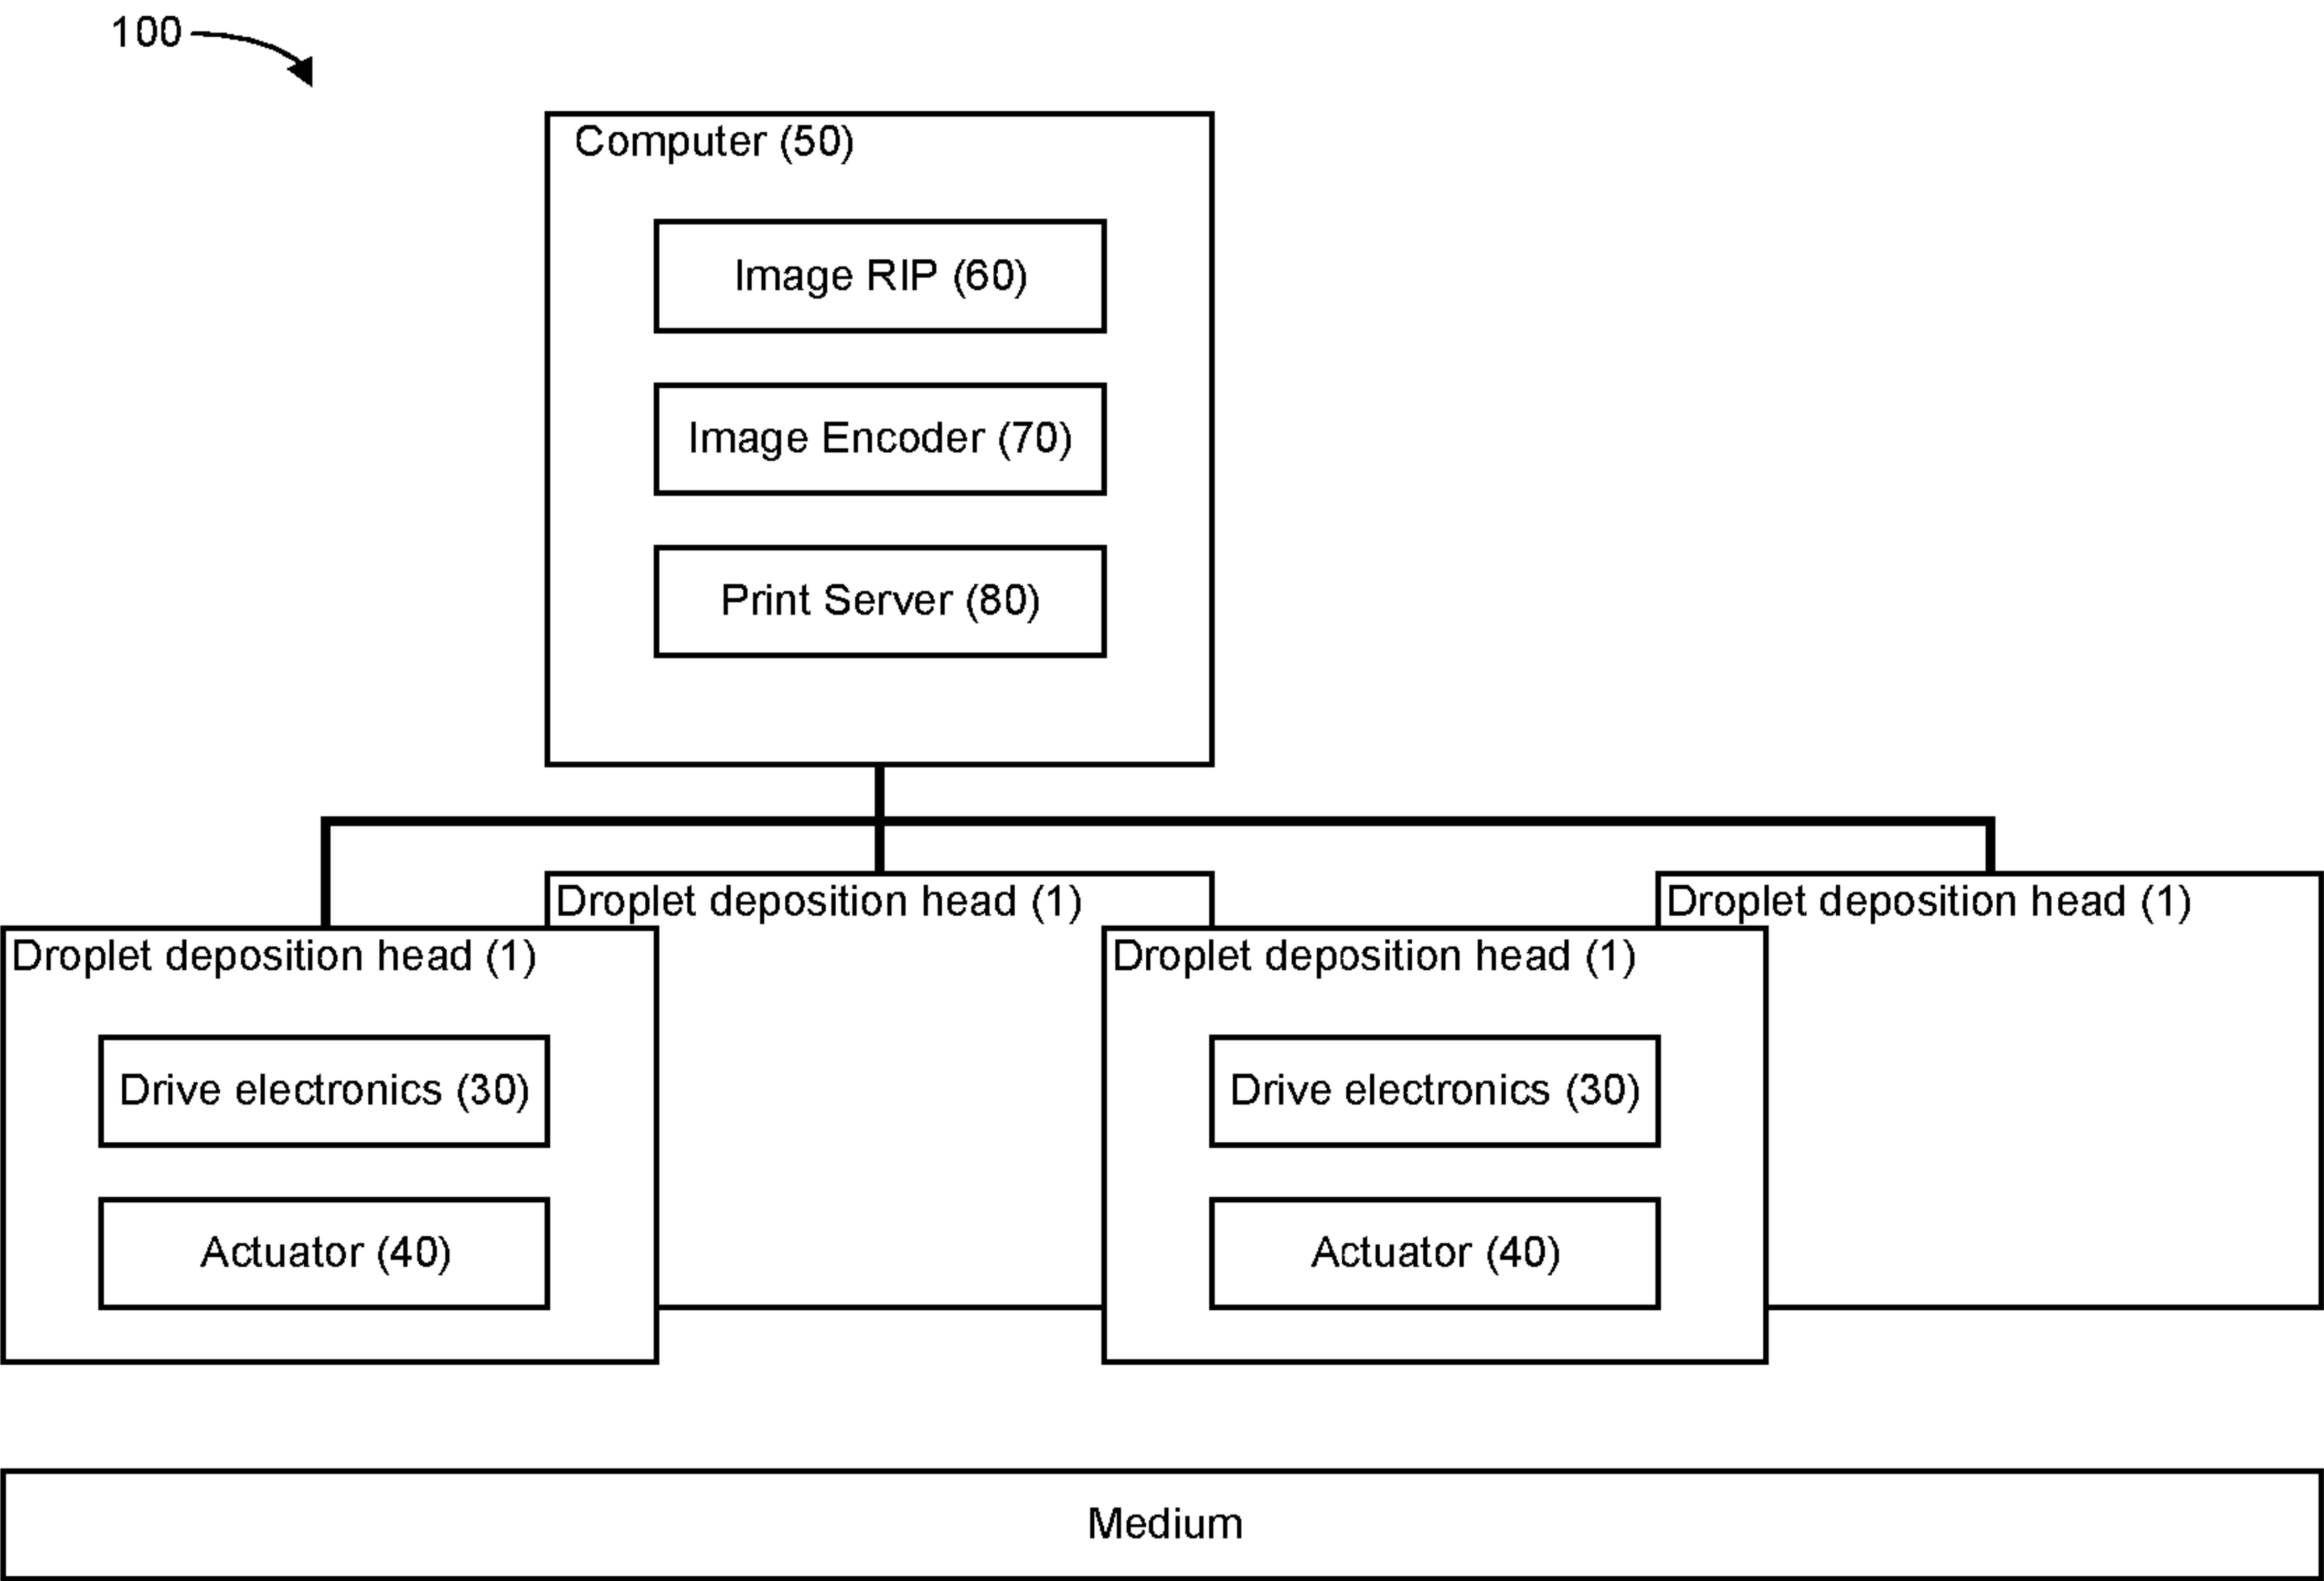 100
Computer (50)
Image RIP (60)
Image Encoder (70)
Print Server (80)
Droplet deposition head (1)
Droplet deposition head (1)
Droplet deposition head (1)
Droplet deposition head (1)
Drive electronics (30)
Drive electronics (30)
Actuator (40)
Actuator (40)
Medium